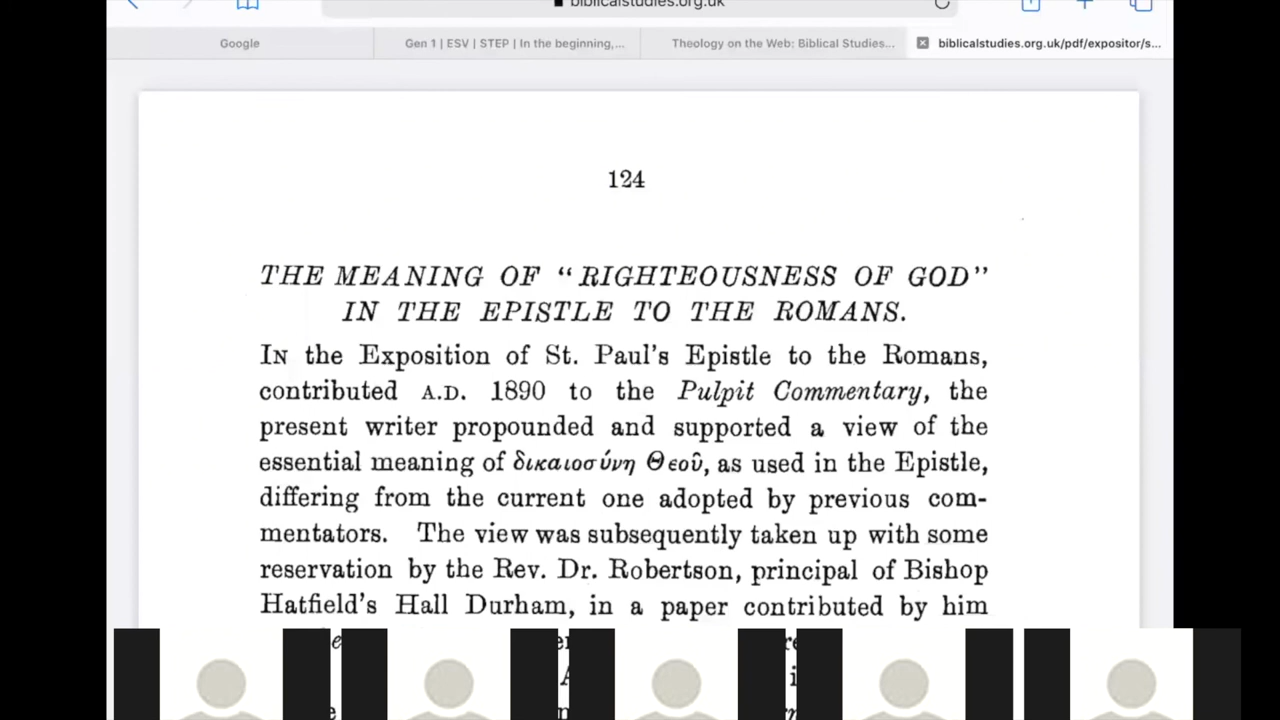 biblicalstudies.org.uk
Google
Gen 1 | ESV | STEP | In the beginning,...
Theology on the Web: Biblical Studies...
biblicalstudies.org.uk/pdf/expositor/s...
124
THE MEANING OF “RIGHTEOUSNESS OF GOD”
IN THE EPISTLE TO THE ROMANS.
IN the Exposition of St. Paul's Epistle to the Romans,
contributed A.D. 1890 to the Pulpit Commentary, the
present writer propounded and supported a view of the
essential meaning of δικαιοσύνη Θεοῦ, as used in the Epistle,
differing from the current one adopted by previous com-
mentators. The view was subsequently taken up with some
reservation by the Rev. Dr. Robertson, principal of Bishop
Hatfield's Hall Durham, in a paper contributed by him